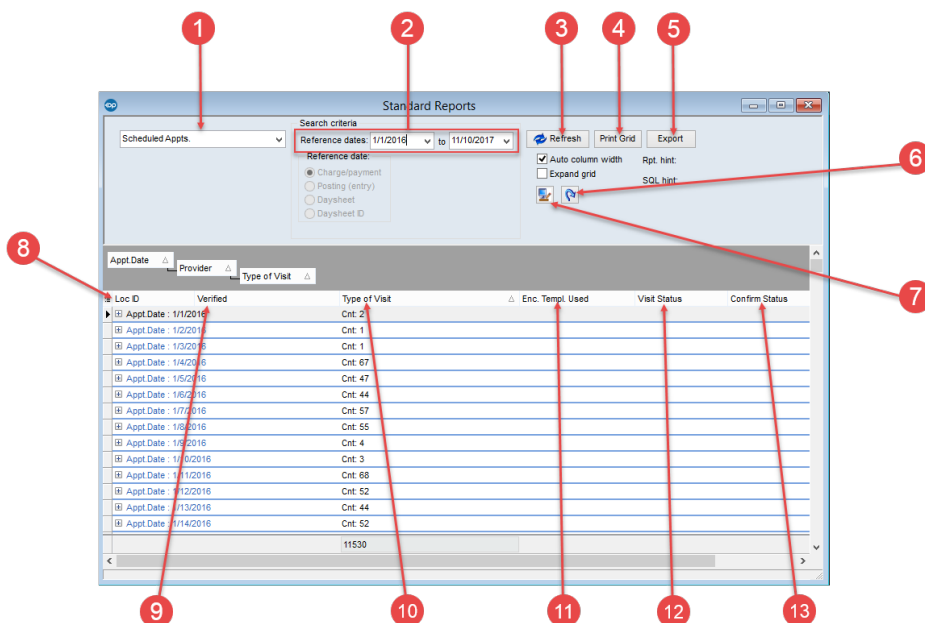 1 2 3 4 5
op
Standard Reports
Search criteria
Scheduled Appts.
Reference dates: 1/1/2016 to 11/10/2017
Refresh Print Grid Export
Reference date:
Auto column width Rpt. hint:
6
Charge/payment
Expand grid SQL hint:
Posting (entry)
Daysheet
Daysheet ID
8
Appt.Date
Provider
Type of Visit
7
Loc ID Verified Type of Visit Enc. Templ. Used Visit Status Confirm Status
Appt.Date : 1/1/2016 Cnt: 2
Appt.Date : 1/2/2016 Cnt: 1
Appt.Date : 1/3/2016 Cnt: 1
Appt.Date : 1/4/2016 Cnt: 67
Appt.Date : 1/5/2016 Cnt: 47
Appt.Date : 1/6/2016 Cnt: 44
Appt.Date : 1/7/2016 Cnt: 57
Appt.Date : 1/8/2016 Cnt: 55
Appt.Date : 1/9/2016 Cnt: 4
Appt.Date : 1/10/2016 Cnt: 3
Appt.Date : 1/11/2016 Cnt: 68
Appt.Date : 1/12/2016 Cnt: 52
Appt.Date : 1/13/2016 Cnt: 44
Appt.Date : 1/14/2016 Cnt: 52
11530
9 10 11 12 13